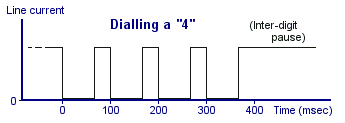 Line current
Dialling a "4"
(Inter-digit
pause)
0
0 100 200 300 400 Time (msec)